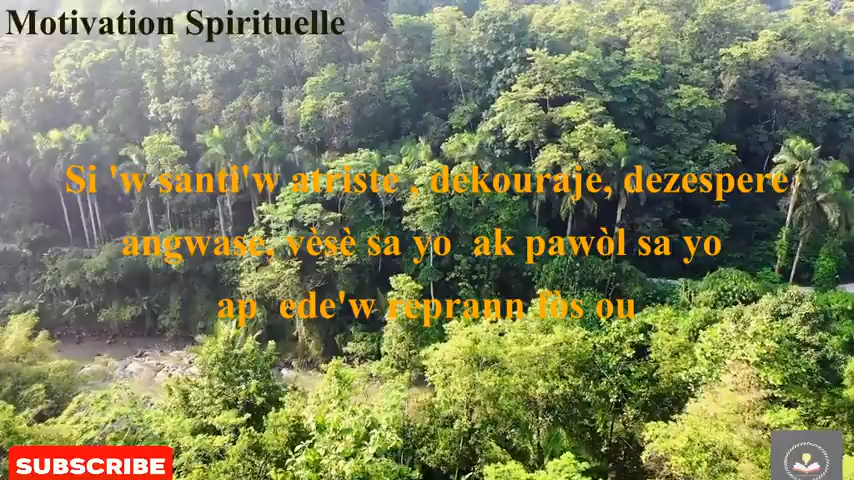 Motivation Spirituelle
Si 'w santi'w atriste , dekouraje, dezespere
angwase, vèsè sa yo ak pawòl sa yo
ap ede'w reprann fòs ou
SUBSCRIBE